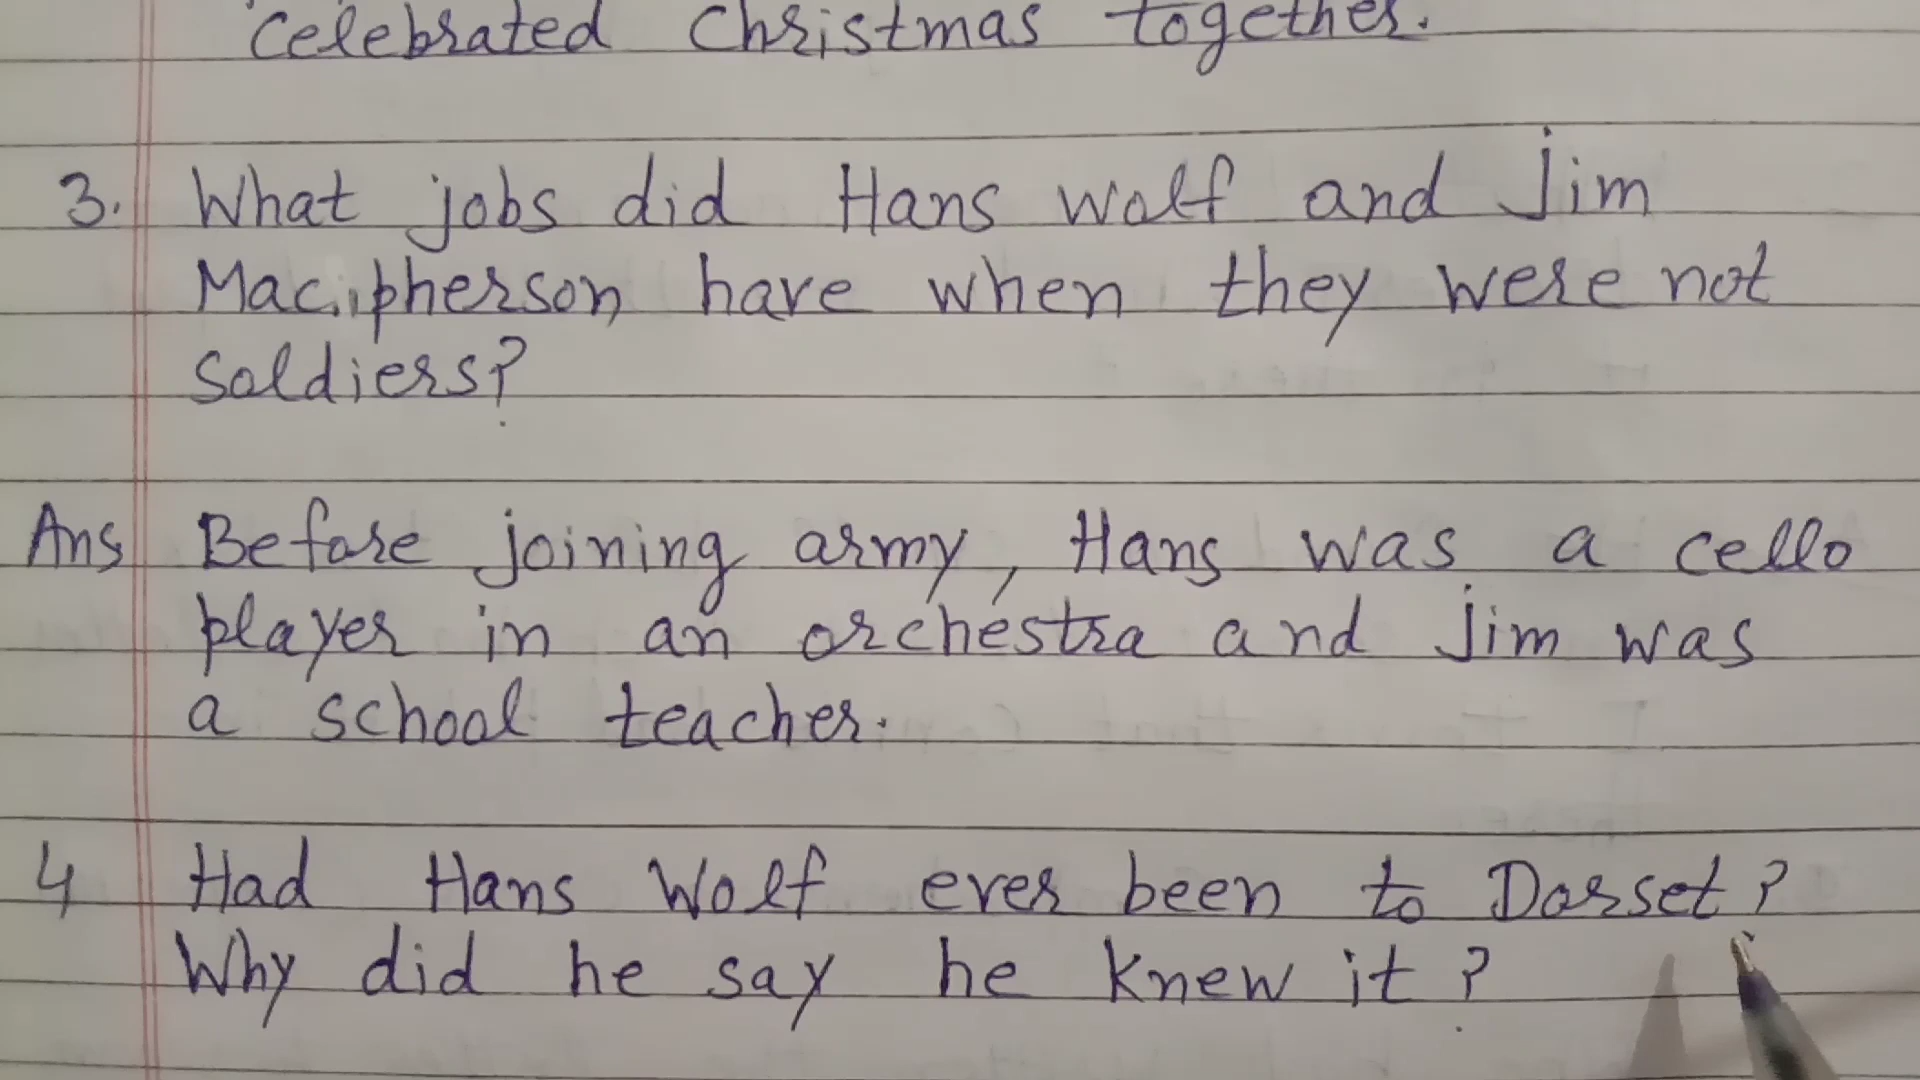 celebrated Christmas together.
3. What jobs did Hans wolf and Jim
Macpherson have when they were not
soldiers?
Ans Before joining army, Hans was a cello
player in an orchestra and Jim was
a school teacher.
4 Had Hans Wolf ever been to Dorset?
Why did he say he knew it?